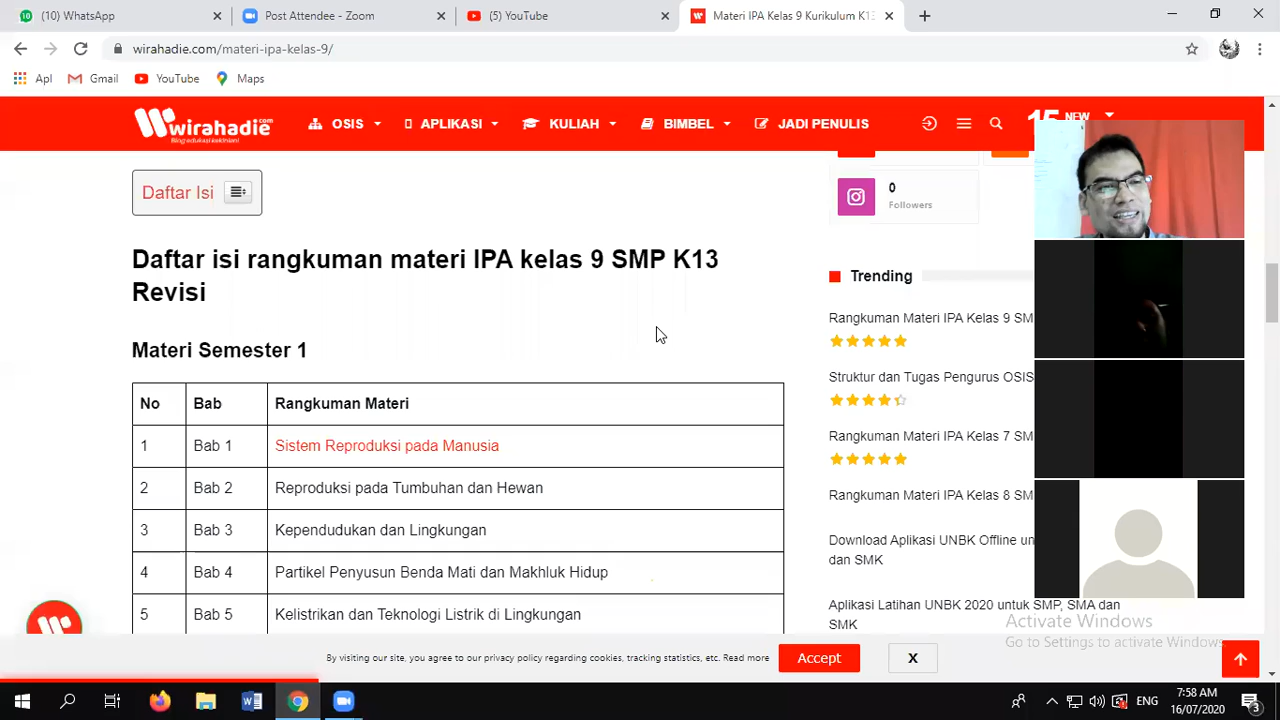 (10) WhatsApp
Post Attendee - Zoom
(5) YouTube
Materi IPA Kelas 9 Kurikulum K13
wirahadie.com/materi-ipa-kelas-9/
Apl
Gmail
YouTube
Maps
wirahadie.com
OSIS
APLIKASI
KULIAH
BIMBEL
JADI PENULIS
15 NEW
0
Followers
Daftar Isi
Daftar isi rangkuman materi IPA kelas 9 SMP K13
Revisi
Materi Semester 1
No Bab Rangkuman Materi
1 Bab 1 Sistem Reproduksi pada Manusia
2 Bab 2 Reproduksi pada Tumbuhan dan Hewan
3 Bab 3 Kependudukan dan Lingkungan
4 Bab 4 Partikel Penyusun Benda Mati dan Makhluk Hidup
5 Bab 5 Kelistrikan dan Teknologi Listrik di Lingkungan
Trending
Rangkuman Materi IPA Kelas 9 SM
Struktur dan Tugas Pengurus OSIS
Rangkuman Materi IPA Kelas 7 SM
Rangkuman Materi IPA Kelas 8 SM
Download Aplikasi UNBK Offline un
dan SMK
Aplikasi Latihan UNBK 2020 untuk SMP, SMA dan
SMK
Activate Windows
Go to Settings to activate Windows.
By visiting our site, you agree to our privacy policy regarding cookies, tracking statistics, etc. Read more
Accept
X
ENG
7:58 AM
16/07/2020
3